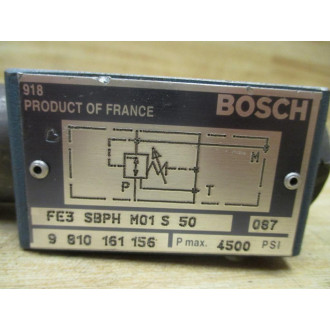 918
PRODUCT OF FRANCE
BOSCH
M
P
T
FE3 SBPH M01 S 50 087
9 810 161 156 P max. 4500 PSI